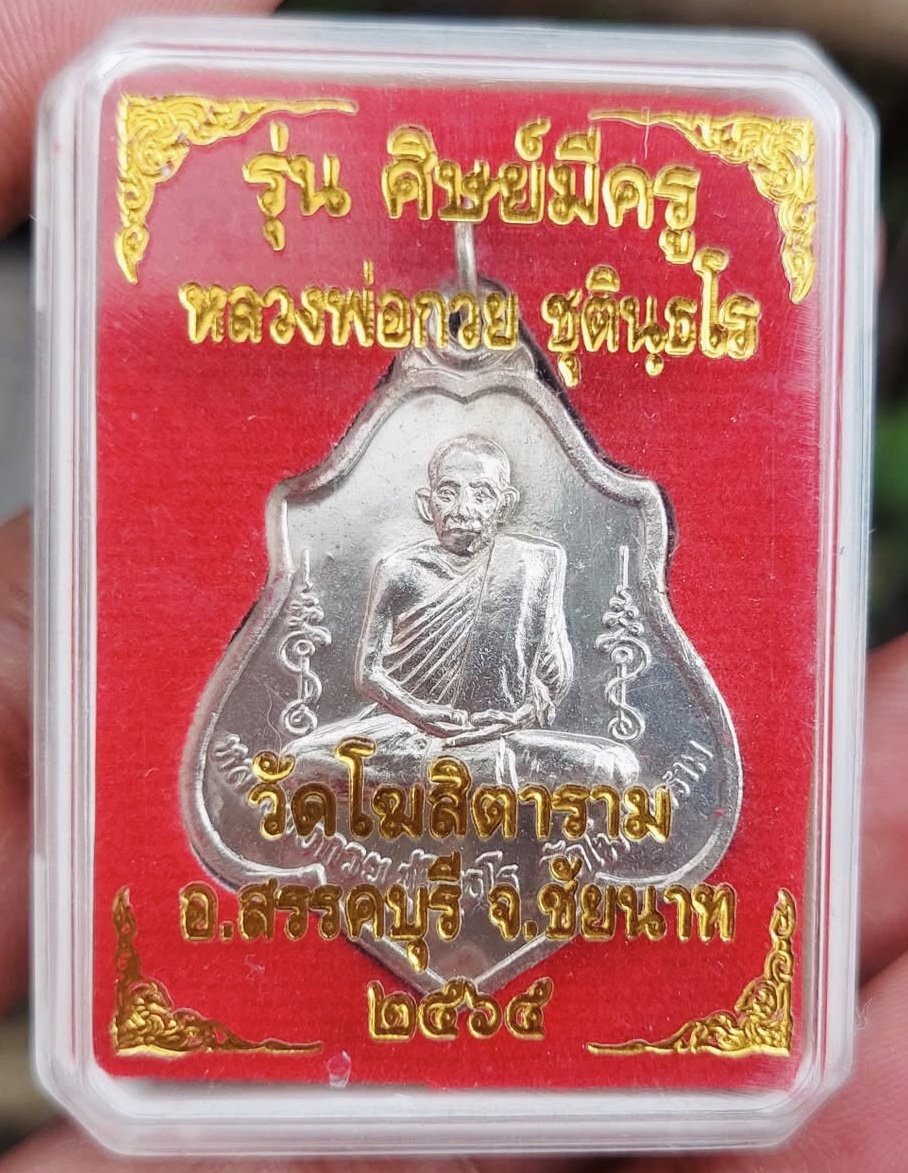 รุ่น ศิษย์มีครู
หลวงพ่อกวย ชุตินฺธโร
วัดโฆสิตาราม
อ.สรรคบุรี จ.ชัยนาท
๒๕๖๕